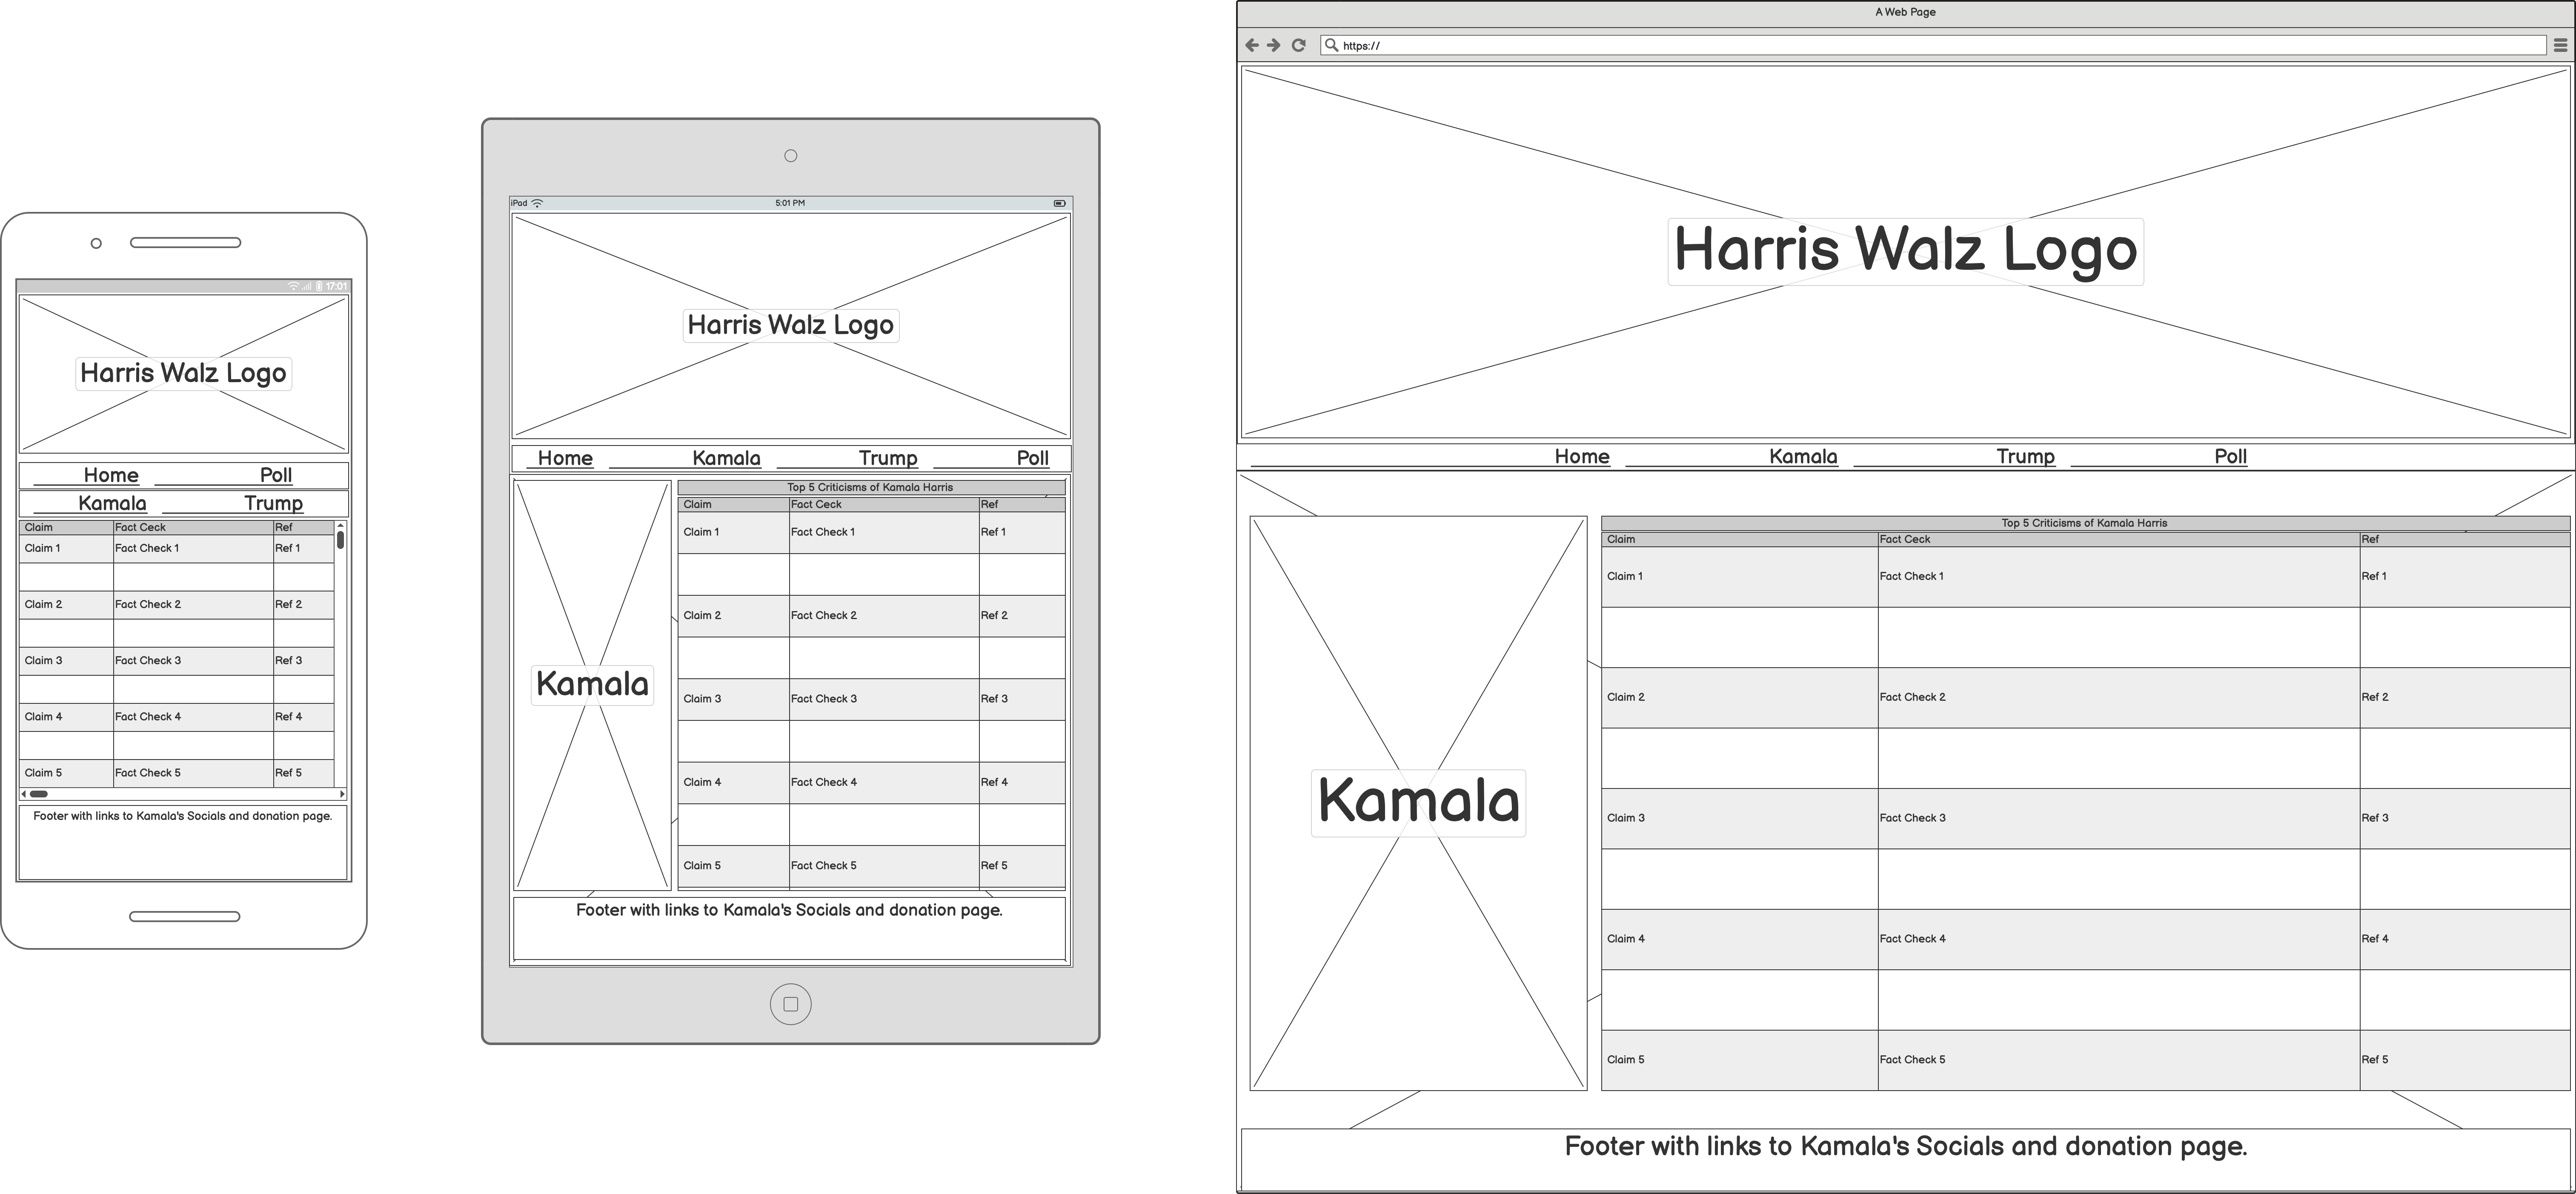 17:01
Harris Walz Logo
Home Poll
Kamala Trump
Claim Fact Ceck Ref
Claim 1 Fact Check 1 Ref 1
Claim 2 Fact Check 2 Ref 2
Claim 3 Fact Check 3 Ref 3
Claim 4 Fact Check 4 Ref 4
Claim 5 Fact Check 5 Ref 5
Footer with links to Kamala's Socials and donation page.
iPad 5:01 PM
Harris Walz Logo
Home Kamala Trump Poll
Top 5 Criticisms of Kamala Harris
Claim Fact Ceck Ref
Claim 1 Fact Check 1 Ref 1
Claim 2 Fact Check 2 Ref 2
Kamala
Claim 3 Fact Check 3 Ref 3
Claim 4 Fact Check 4 Ref 4
Claim 5 Fact Check 5 Ref 5
Footer with links to Kamala's Socials and donation page.
A Web Page
https://
Harris Walz Logo
Home Kamala Trump Poll
Top 5 Criticisms of Kamala Harris
Claim Fact Ceck Ref
Claim 1 Fact Check 1 Ref 1
Claim 2 Fact Check 2 Ref 2
Kamala
Claim 3 Fact Check 3 Ref 3
Claim 4 Fact Check 4 Ref 4
Claim 5 Fact Check 5 Ref 5
Footer with links to Kamala's Socials and donation page.